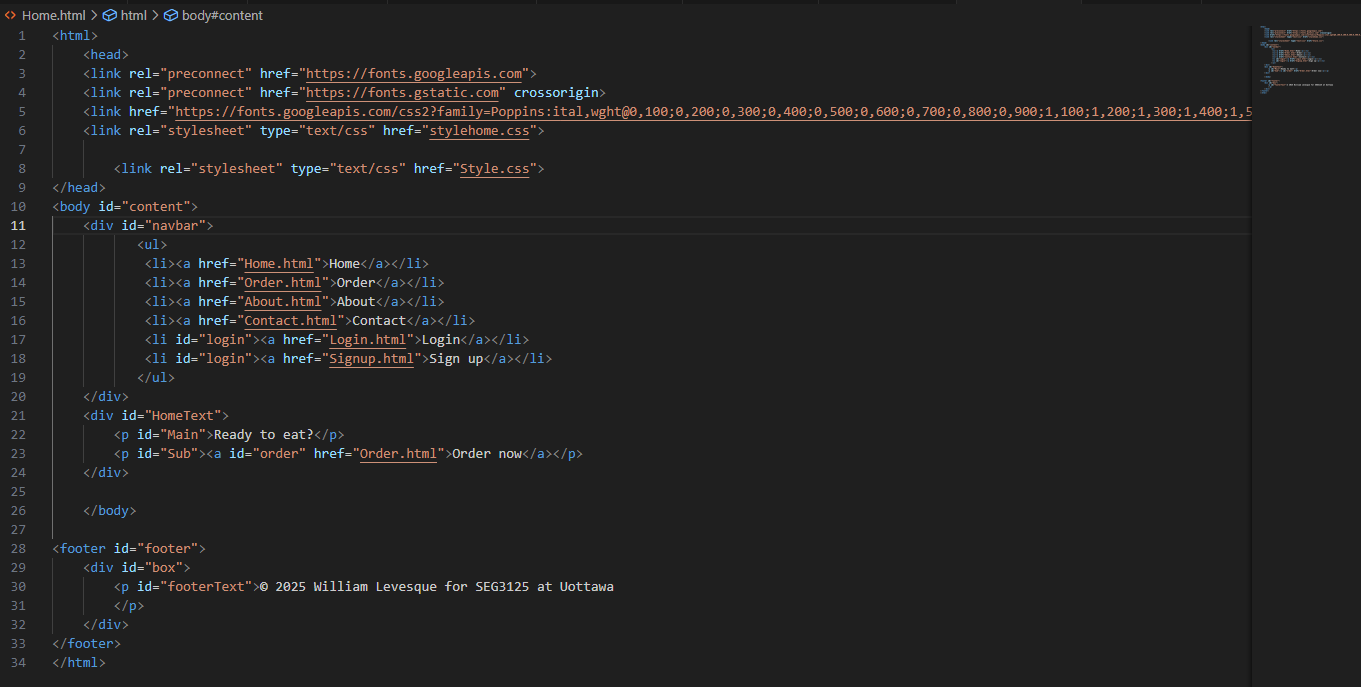 Home.html > html > body#content
1 <html>
2 <head>
3 <link rel="preconnect" href="https://fonts.googleapis.com">
4 <link rel="preconnect" href="https://fonts.gstatic.com" crossorigin>
5 <link href="https://fonts.googleapis.com/css2?family=Poppins:ital,wght@0,100;0,200;0,300;0,400;0,500;0,600;0,700;0,800;0,900;1,100;1,200;1,300;1,400;1,5
6 <link rel="stylesheet" type="text/css" href="stylehome.css">
7
8 <link rel="stylesheet" type="text/css" href="Style.css">
9 </head>
10 <body id="content">
11 <div id="navbar">
12 <ul>
13 <li><a href="Home.html">Home</a></li>
14 <li><a href="Order.html">Order</a></li>
15 <li><a href="About.html">About</a></li>
16 <li><a href="Contact.html">Contact</a></li>
17 <li id="login"><a href="Login.html">Login</a></li>
18 <li id="login"><a href="Signup.html">Sign up</a></li>
19 </ul>
20 </div>
21 <div id="HomeText">
22 <p id="Main">Ready to eat?</p>
23 <p id="Sub"><a id="order" href="Order.html">Order now</a></p>
24 </div>
25
26 </body>
27
28 <footer id="footer">
29 <div id="box">
30 <p id="footerText">© 2025 William Levesque for SEG3125 at Uottawa
31 </p>
32 </div>
33 </footer>
34 </html>